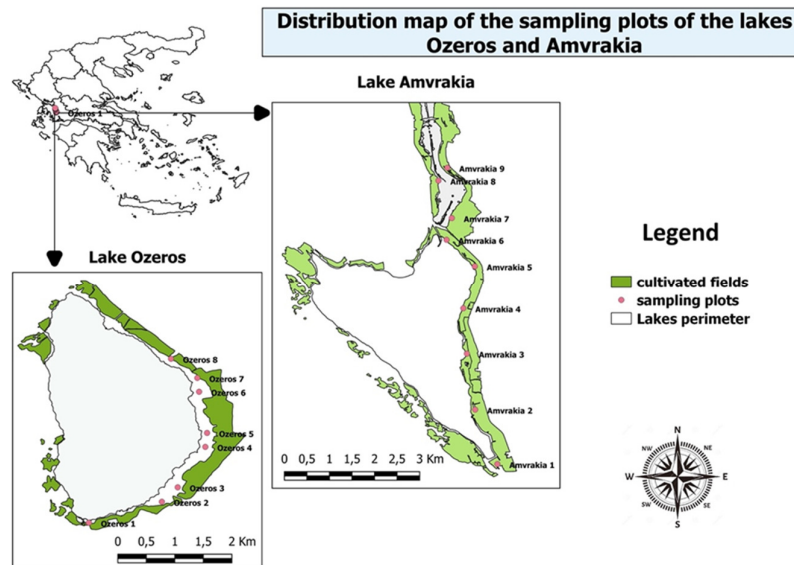 Distribution map of the sampling plots of the lakes
Ozeros and Amvrakia
Ozeros 1
Lake Amvrakia
Amvrakia 9
Amvrakia 8
Amvrakia 7
Amvrakia 6
Amvrakia 5
Amvrakia 4
Amvrakia 3
Amvrakia 2
Amvrakia 1
0 0,5 1 1,5 2 2,5 3 Km
Lake Ozeros
Ozeros 8
Ozeros 7
Ozeros 6
Ozeros 5
Ozeros 4
Ozeros 3
Ozeros 2
Ozeros 1
0 0,5 1 1,5 2 Km
Legend
cultivated fields
sampling plots
Lakes perimeter
N
NW NE
W E
SW SE
S